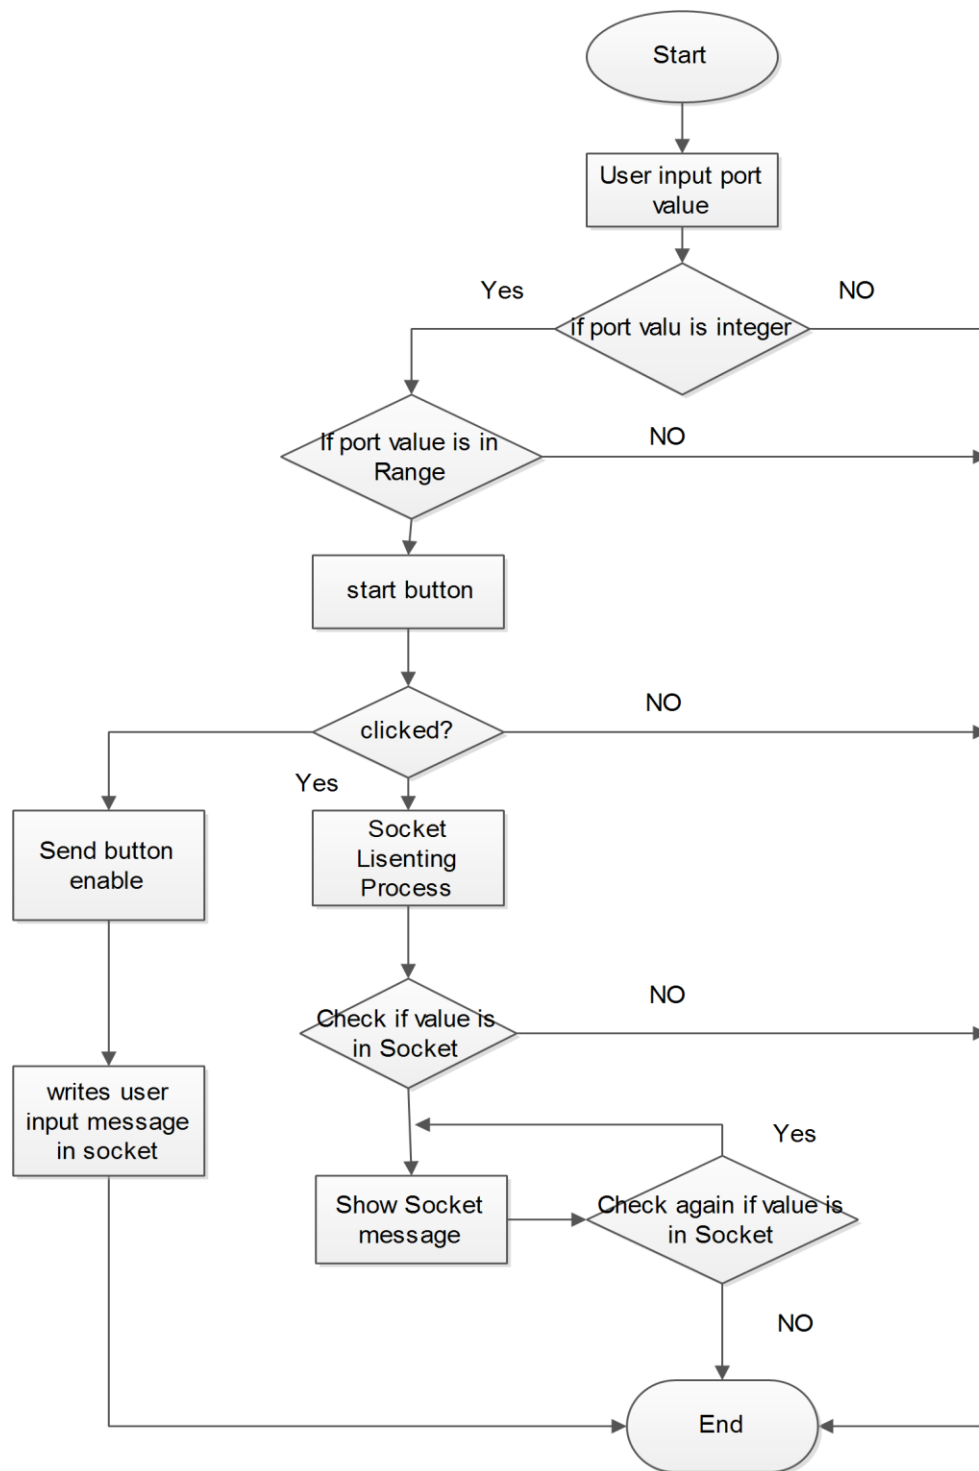 Start
User input port
value
Yes
NO
if port valu is integer
If port value is in
Range
NO
start button
clicked?
NO
Yes
Send button
enable
Socket
Lisenting
Process
Check if value is
in Socket
NO
writes user
input message
in socket
Yes
Show Socket
message
Check again if value is
in Socket
NO
End